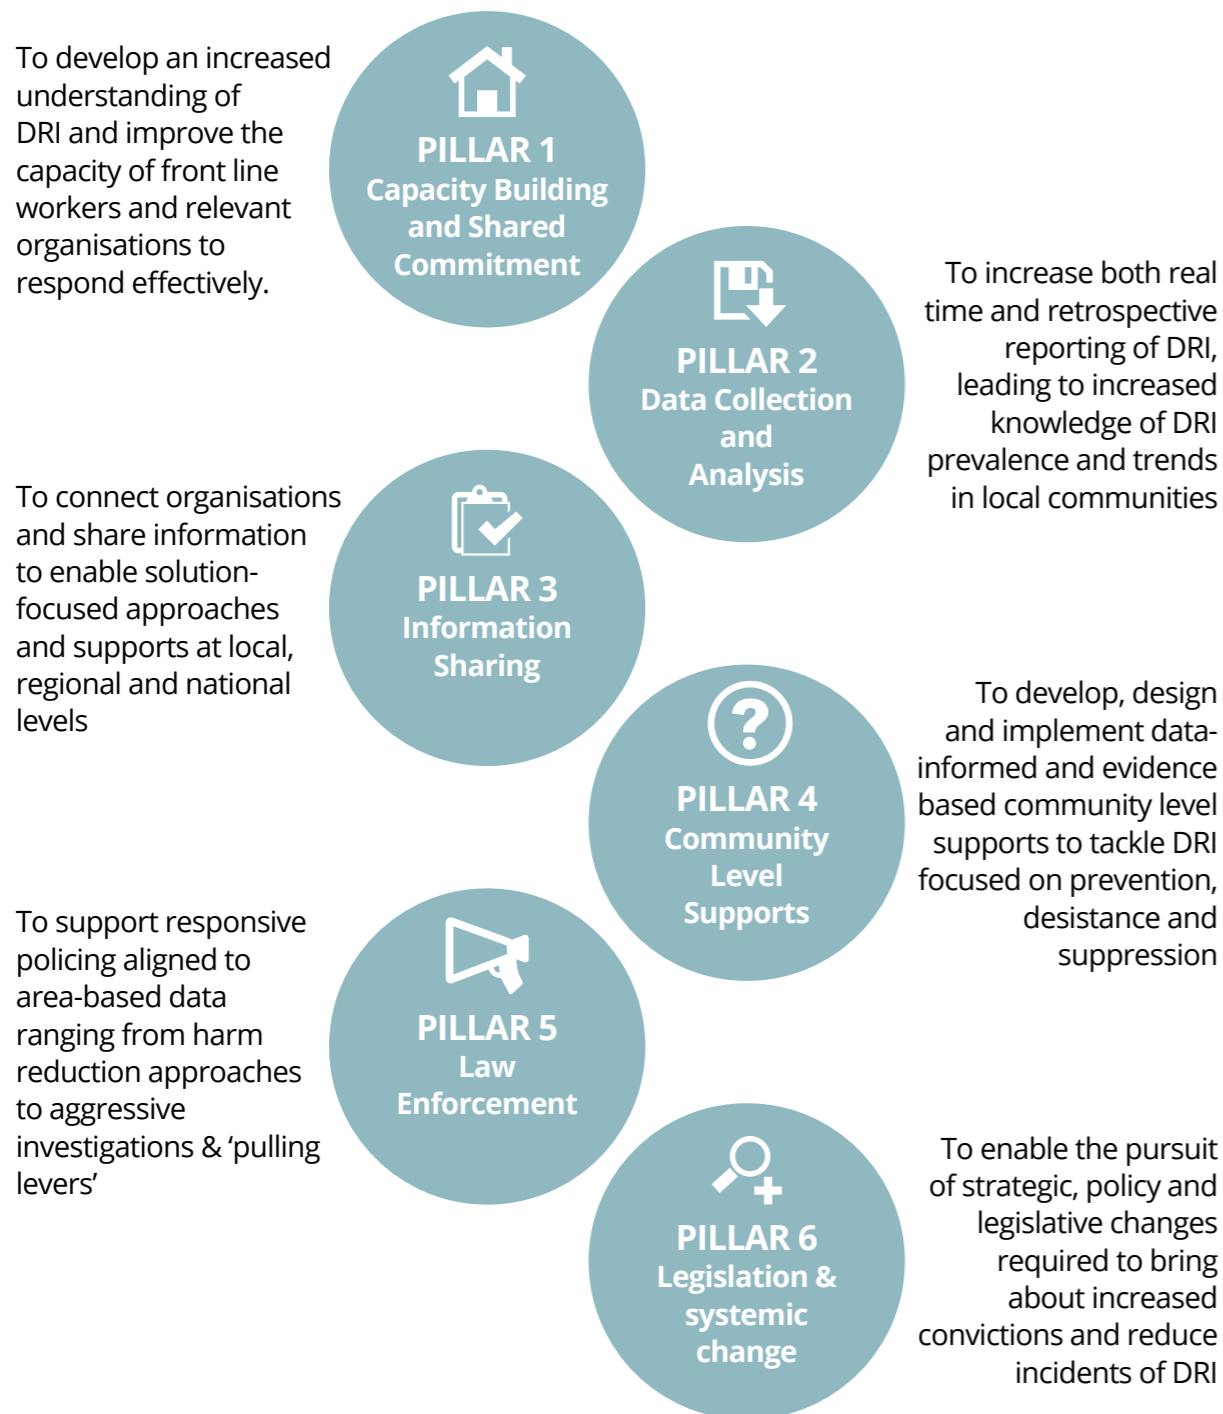 To develop an increased
understanding of
DRI and improve the
capacity of front line
workers and relevant
organisations to
respond effectively.
PILLAR 1
Capacity Building
and Shared
Commitment
PILLAR 2
Data Collection
and
Analysis
To increase both real
time and retrospective
reporting of DRI,
leading to increased
knowledge of DRI
prevalence and trends
in local communities
To connect organisations
and share information
to enable solution-
focused approaches
and supports at local,
regional and national
levels
PILLAR 3
Information
Sharing
PILLAR 4
Community
Level
Supports
To develop, design
and implement data-
informed and evidence
based community level
supports to tackle DRI
focused on prevention,
desistance and
suppression
To support responsive
policing aligned to
area-based data
ranging from harm
reduction approaches
to aggressive
investigations & ‘pulling
levers’
PILLAR 5
Law
Enforcement
PILLAR 6
Legislation &
systemic
change
To enable the pursuit
of strategic, policy and
legislative changes
required to bring
about increased
convictions and reduce
incidents of DRI